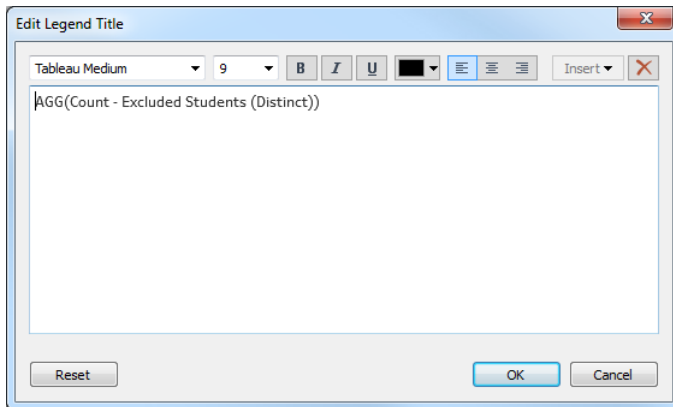 Edit Legend Title
Tableau Medium 9 B I U Insert
AGG(Count - Excluded Students (Distinct))
Reset OK Cancel